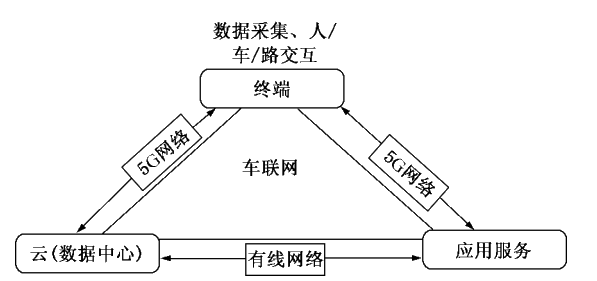 数据采集、人/
车/路交互
终端
5G网络
5G网络
车联网
云(数据中心)
有线网络
应用服务